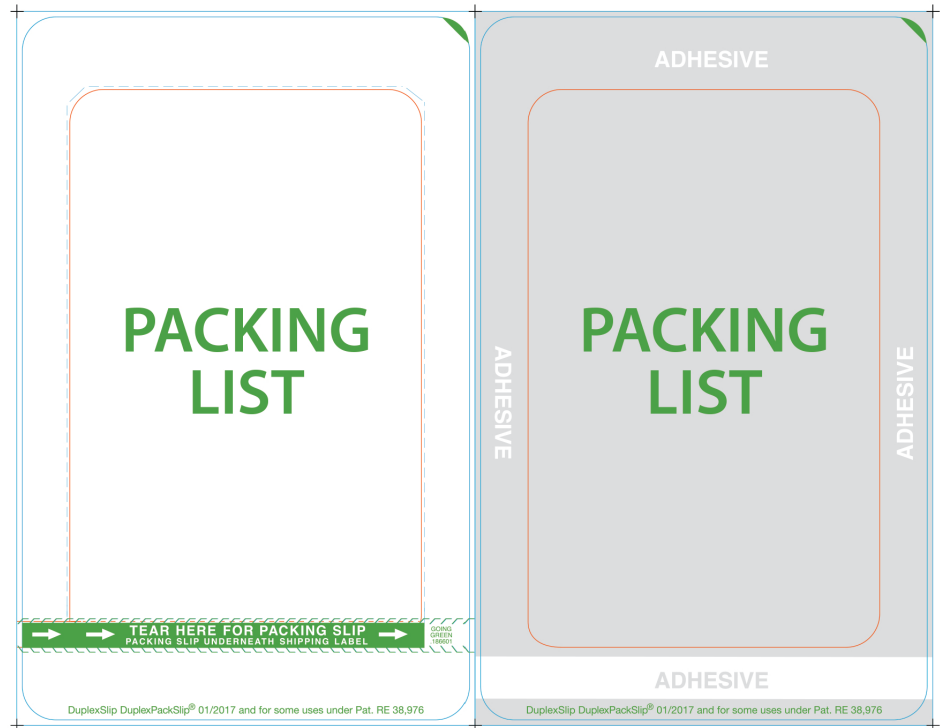 PACKING
LIST
TEAR HERE FOR PACKING SLIP
PACKING SLIP UNDERNEATH SHIPPING LABEL
GOING
GREEN
186601
DuplexSlip DuplexPackSlip® 01/2017 and for some uses under Pat. RE 38,976
ADHESIVE
ADHESIVE
PACKING
LIST
ADHESIVE
ADHESIVE
DuplexSlip DuplexPackSlip® 01/2017 and for some uses under Pat. RE 38,976